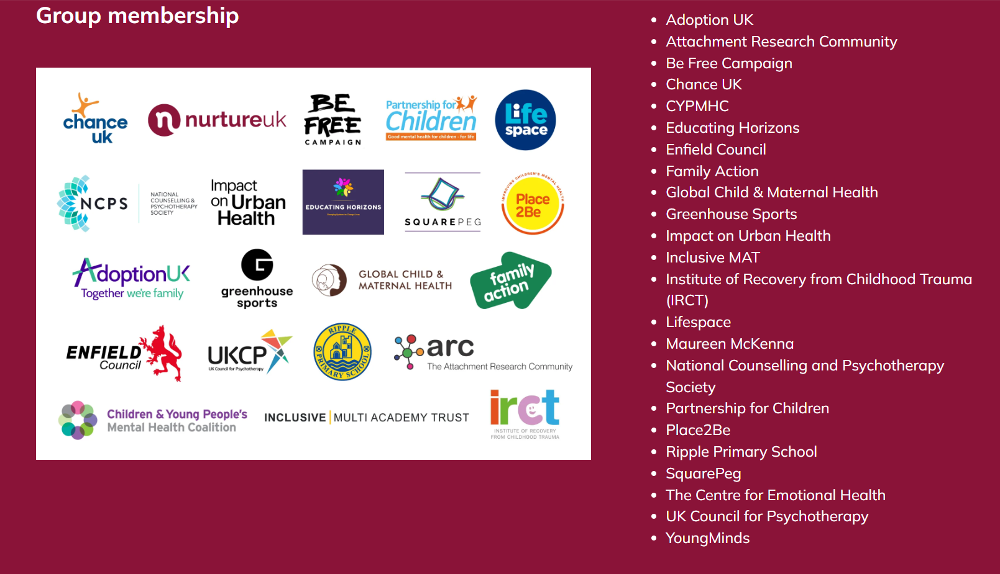 Group membership
chance
uk
nurtureuk
BE
FREE
CAMPAIGN
Partnership for
Children
Good mental health for children - for life
Life
space
NCPS
NATIONAL
COUNSELLING &
PSYCHOTHERAPY
SOCIETY
Impact
on Urban
Health
EDUCATING HORIZONS
Changing Systems to Change Lives
SQUAREPEG
IMPROVING CHILDREN'S MENTAL HEALTH
Place
2Be
AdoptionUK
Together we're family
G
greenhouse
sports
GLOBAL CHILD &
MATERNAL HEALTH
family
action
ENFIELD
Council
UKCP
UK Council for Psychotherapy
RIPPLE
PRIMARY SCHOOL
arc
The Attachment Research Community
Children & Young People's
Mental Health Coalition
INCLUSIVE | MULTI ACADEMY TRUST
irct
INSTITUTE OF RECOVERY
FROM CHILDHOOD TRAUMA
• Adoption UK
• Attachment Research Community
• Be Free Campaign
• Chance UK
• CYPMHC
• Educating Horizons
• Enfield Council
• Family Action
• Global Child & Maternal Health
• Greenhouse Sports
• Impact on Urban Health
• Inclusive MAT
• Institute of Recovery from Childhood Trauma
(IRCT)
• Lifespace
• Maureen McKenna
• National Counselling and Psychotherapy
Society
• Partnership for Children
• Place2Be
• Ripple Primary School
• SquarePeg
• The Centre for Emotional Health
• UK Council for Psychotherapy
• YoungMinds